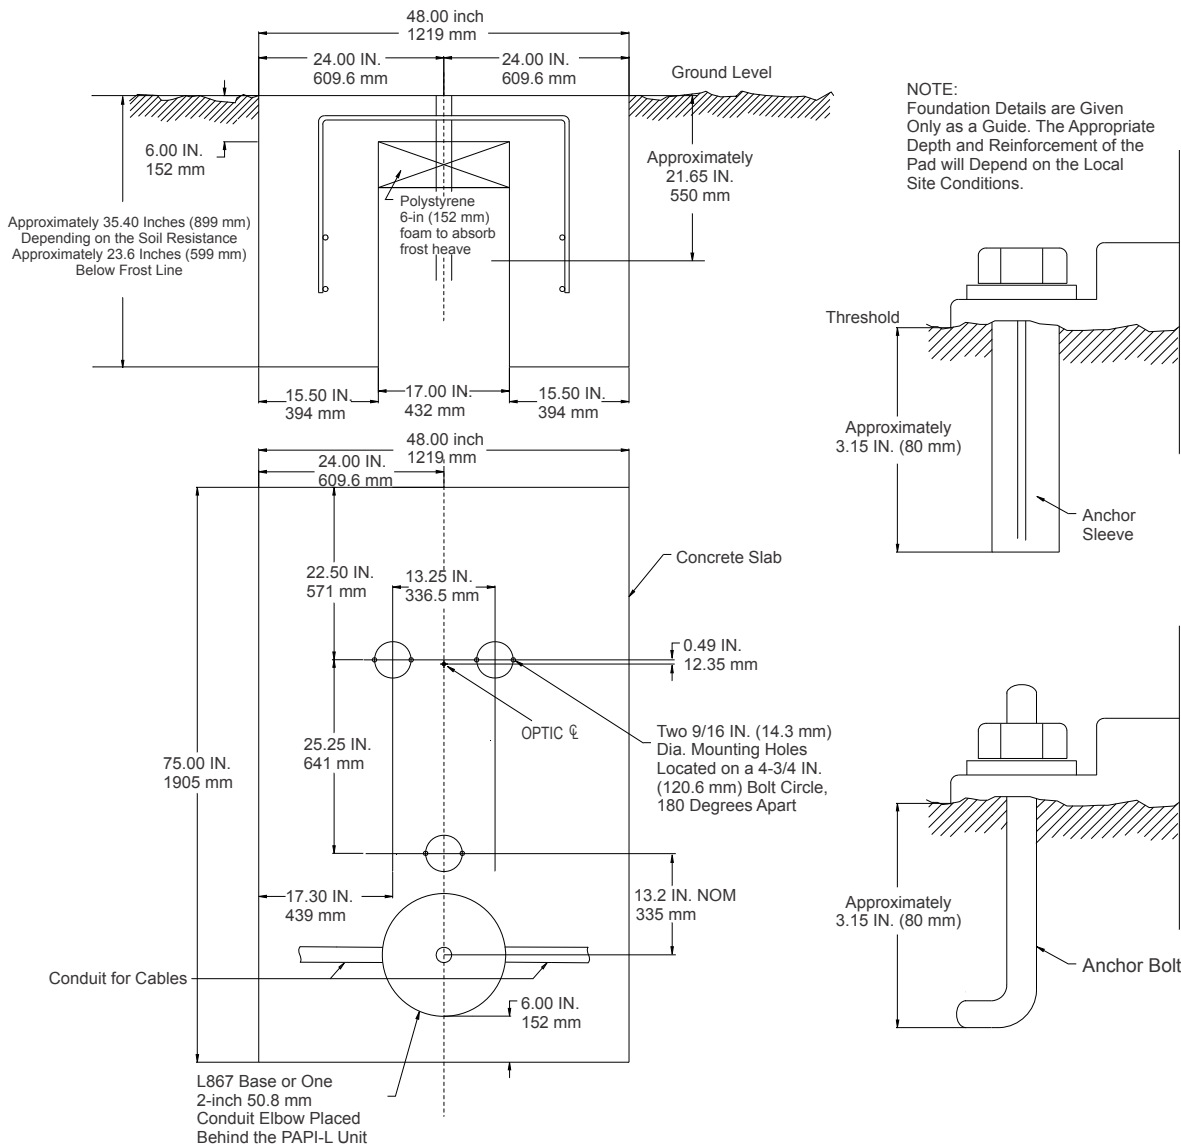 48.00 inch
1219 mm
24.00 IN.
609.6 mm
24.00 IN.
609.6 mm
Ground Level
6.00 IN.
152 mm
Approximately
21.65 IN.
550 mm
Polystyrene
6-in (152 mm)
foam to absorb
frost heave
Approximately 35.40 Inches (899 mm)
Depending on the Soil Resistance
Approximately 23.6 Inches (599 mm)
Below Frost Line
15.50 IN.
394 mm
17.00 IN.
432 mm
15.50 IN.
394 mm
NOTE:
Foundation Details are Given
Only as a Guide. The Appropriate
Depth and Reinforcement of the
Pad will Depend on the Local
Site Conditions.
Threshold
Approximately
3.15 IN. (80 mm)
Anchor
Sleeve
48.00 inch
1219 mm
24.00 IN.
609.6 mm
22.50 IN.
571 mm
13.25 IN.
336.5 mm
Concrete Slab
0.49 IN.
12.35 mm
OPTIC ℄
25.25 IN.
641 mm
Two 9/16 IN. (14.3 mm)
Dia. Mounting Holes
Located on a 4-3/4 IN.
(120.6 mm) Bolt Circle,
180 Degrees Apart
75.00 IN.
1905 mm
17.30 IN.
439 mm
13.2 IN. NOM
335 mm
Conduit for Cables
6.00 IN.
152 mm
L867 Base or One
2-inch 50.8 mm
Conduit Elbow Placed
Behind the PAPI-L Unit
Approximately
3.15 IN. (80 mm)
Anchor Bolt